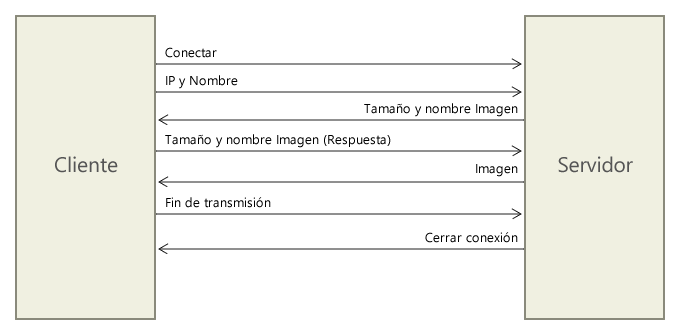 Conectar
IP y Nombre
Tamaño y nombre Imagen
Tamaño y nombre Imagen (Respuesta)
Cliente
Servidor
Imagen
Fin de transmisión
Cerrar conexión